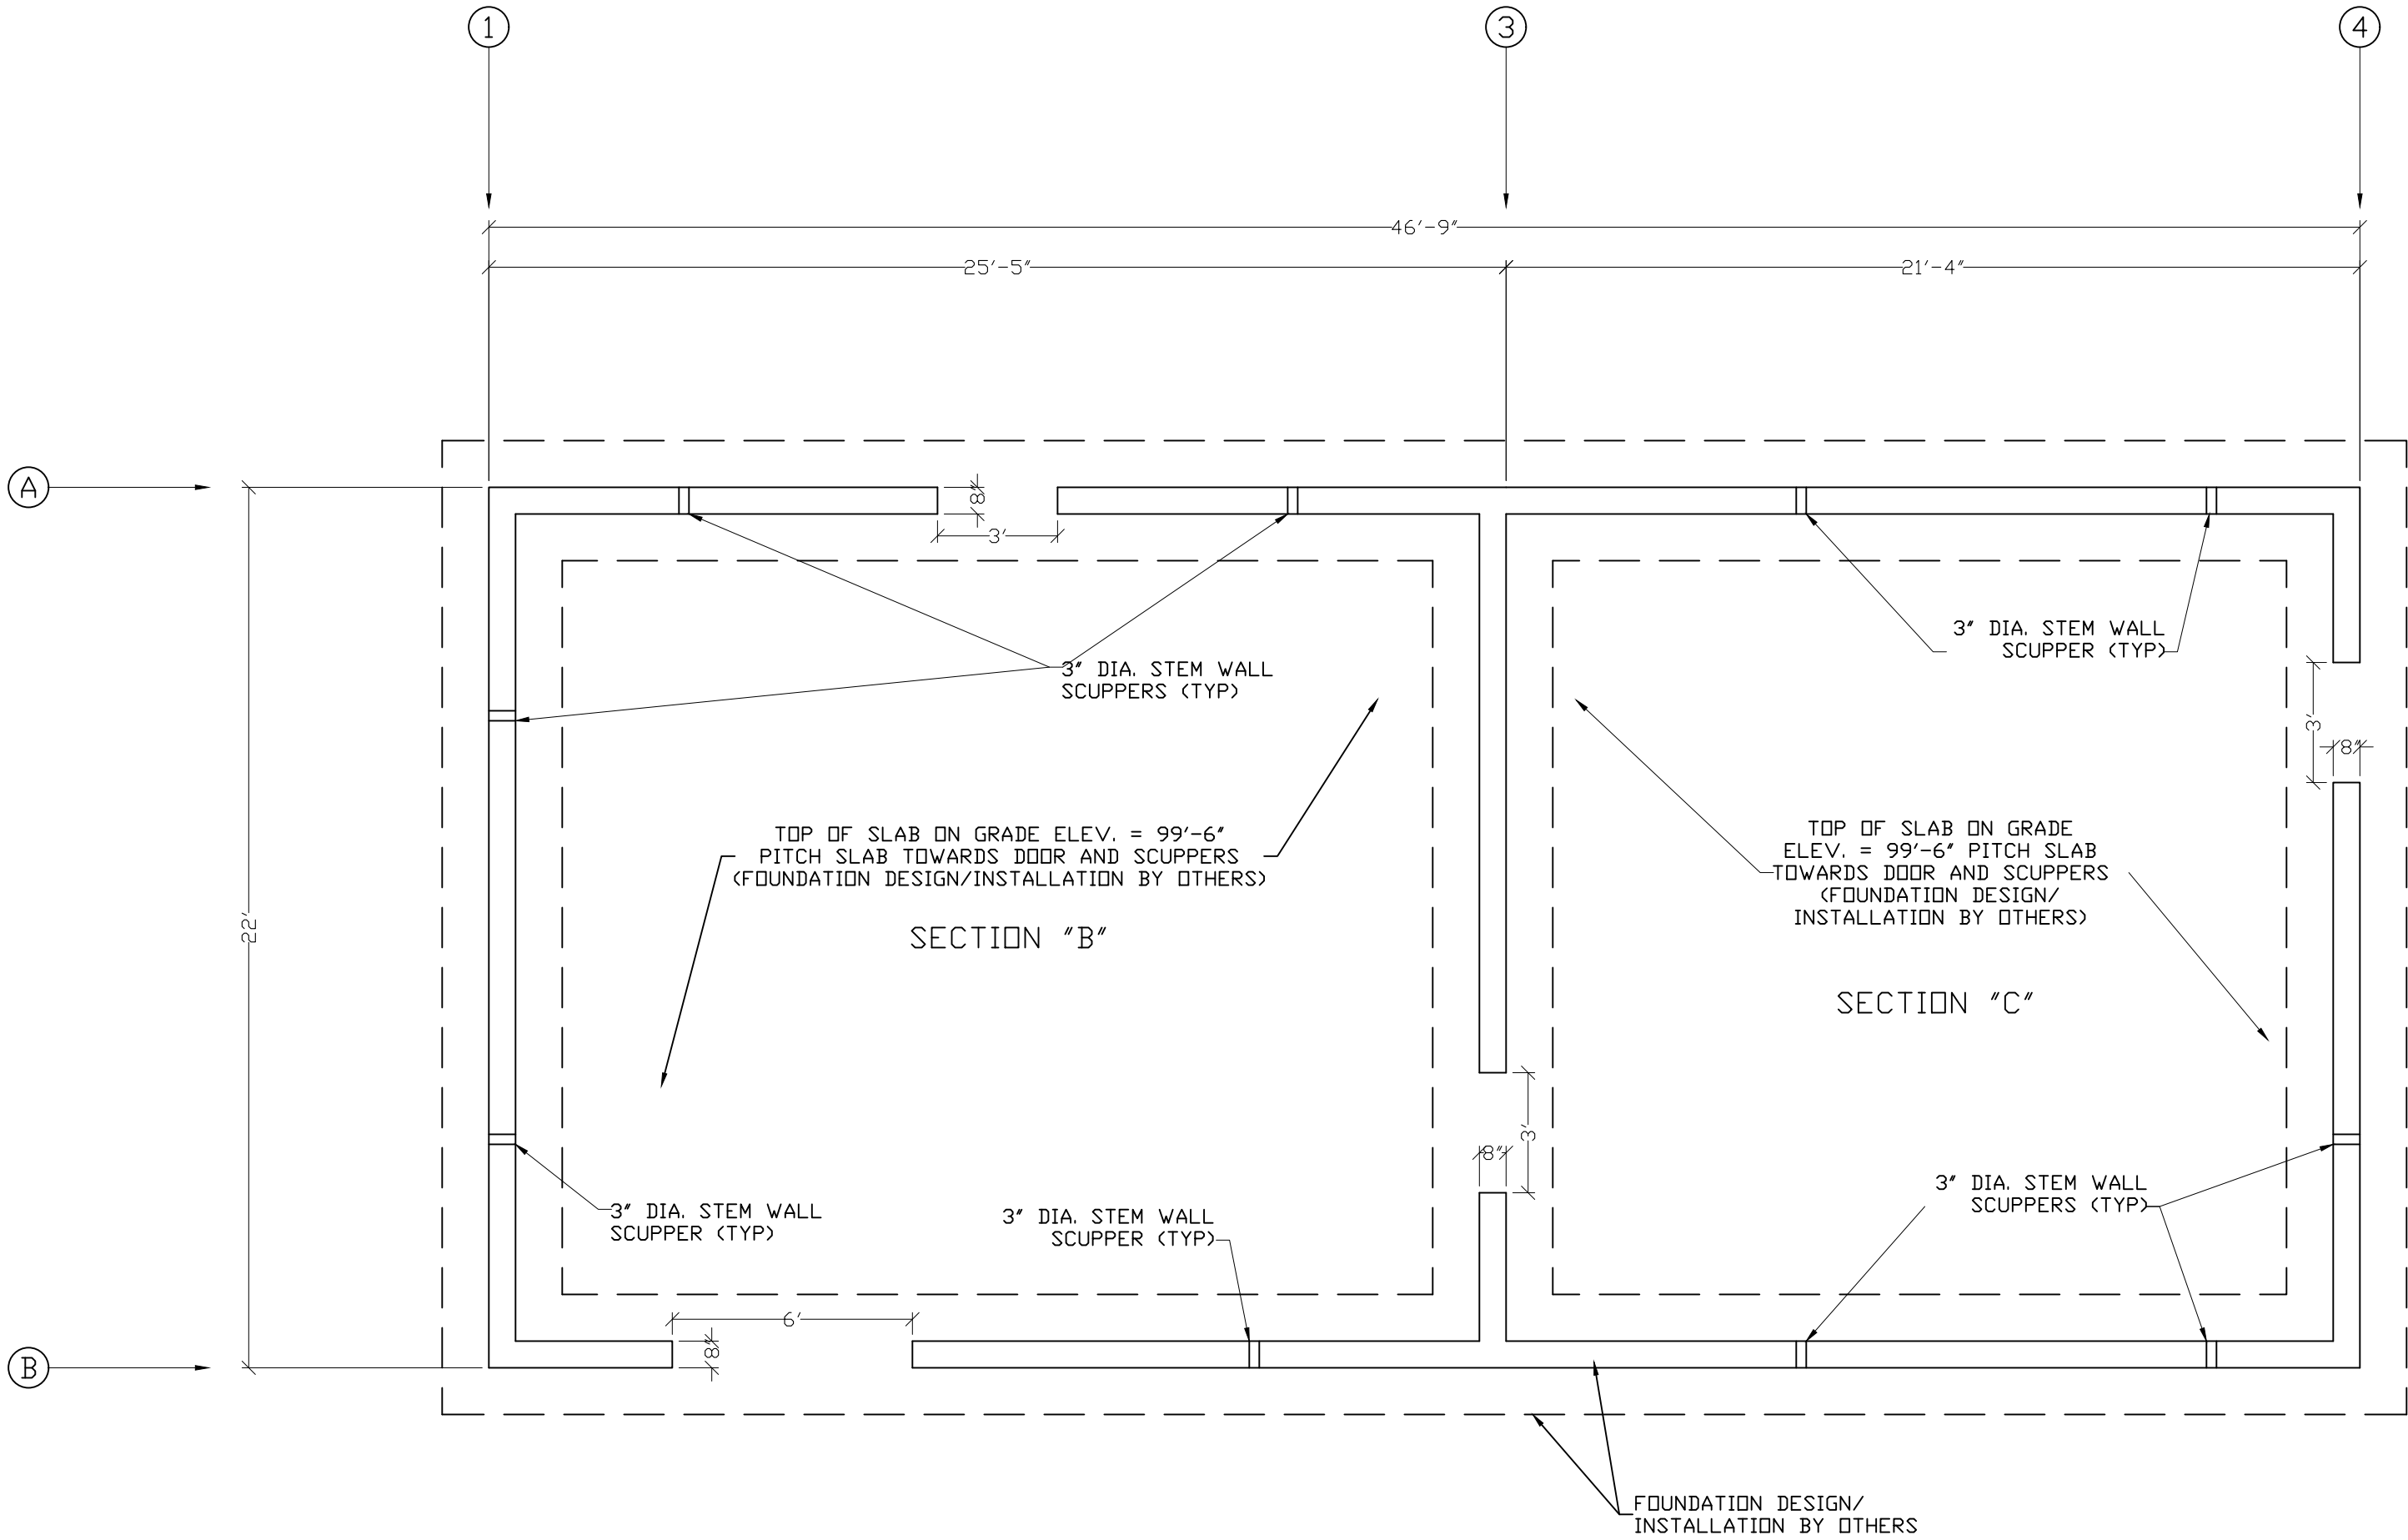 1
3
4
46'-9"
25'-5"
21'-4"
A
8"
3'
3" DIA. STEM WALL
SCUPPER (TYP)
3" DIA. STEM WALL
SCUPPERS (TYP)
3'
8"
TOP OF SLAB ON GRADE ELEV. = 99'-6"
PITCH SLAB TOWARDS DOOR AND SCUPPERS
(FOUNDATION DESIGN/INSTALLATION BY OTHERS)
TOP OF SLAB ON GRADE
ELEV. = 99'-6" PITCH SLAB
TOWARDS DOOR AND SCUPPERS
(FOUNDATION DESIGN/
INSTALLATION BY OTHERS)
22'
SECTION "B"
SECTION "C"
3'
8"
3" DIA. STEM WALL
SCUPPER (TYP)
3" DIA. STEM WALL
SCUPPER (TYP)
3" DIA. STEM WALL
SCUPPERS (TYP)
6'
8"
B
FOUNDATION DESIGN/
INSTALLATION BY OTHERS